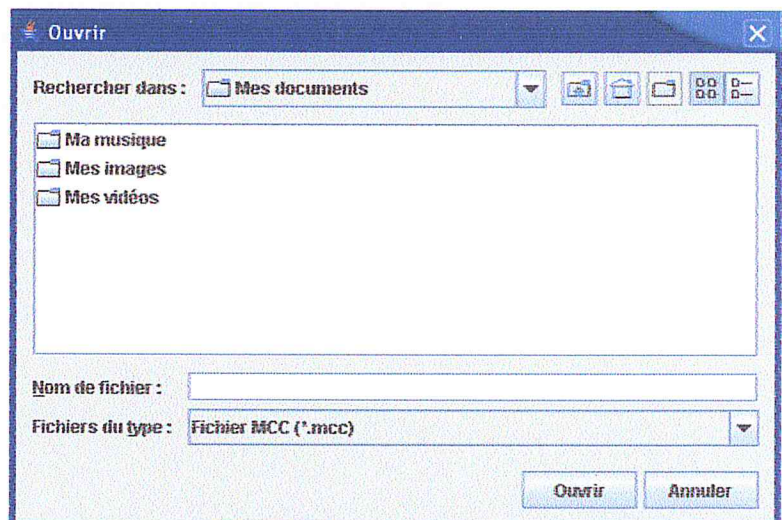 Ouvrir
Rechercher dans : Mes documents
Ma musique
Mes images
Mes vidéos
Nom de fichier :
Fichiers du type : Fichier MCC (*.mcc)
Ouvrir Annuler